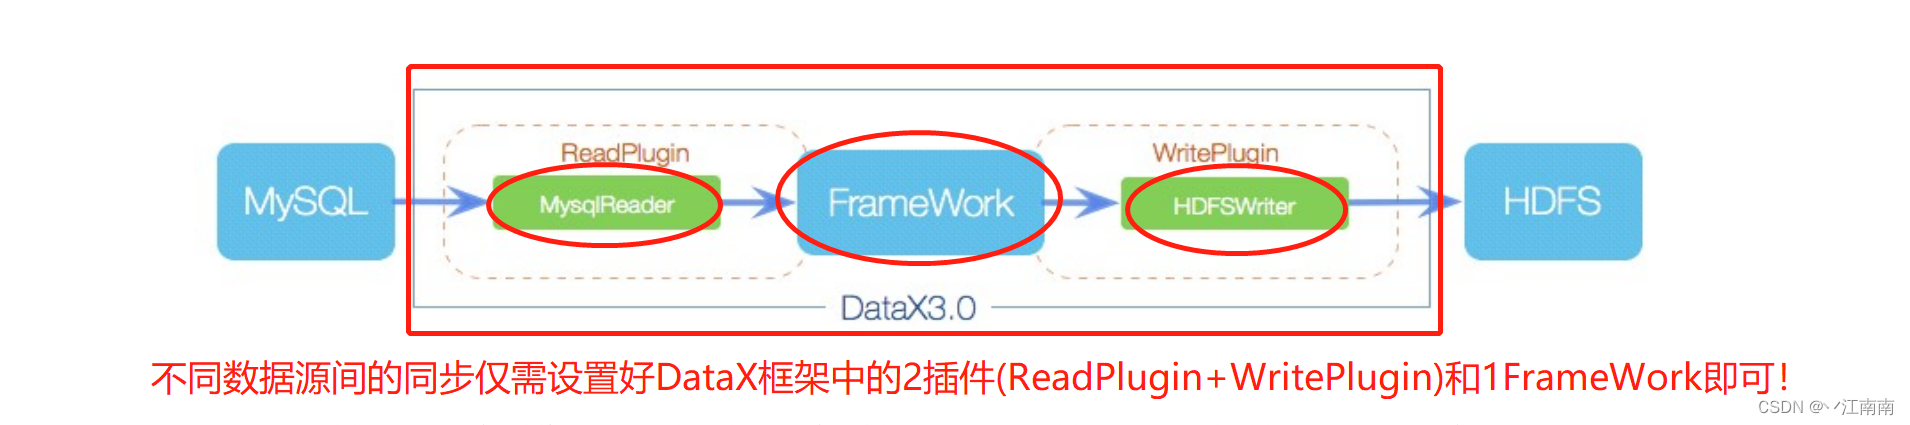 ReadPlugin
WritePlugin
MySQL
MysqlReader
FrameWork
HDFSWriter
HDFS
DataX3.0
不同数据源间的同步仅需设置好DataX框架中的2插件(ReadPlugin+WritePlugin)和1FrameWork即可!
CSDN @丷江南南